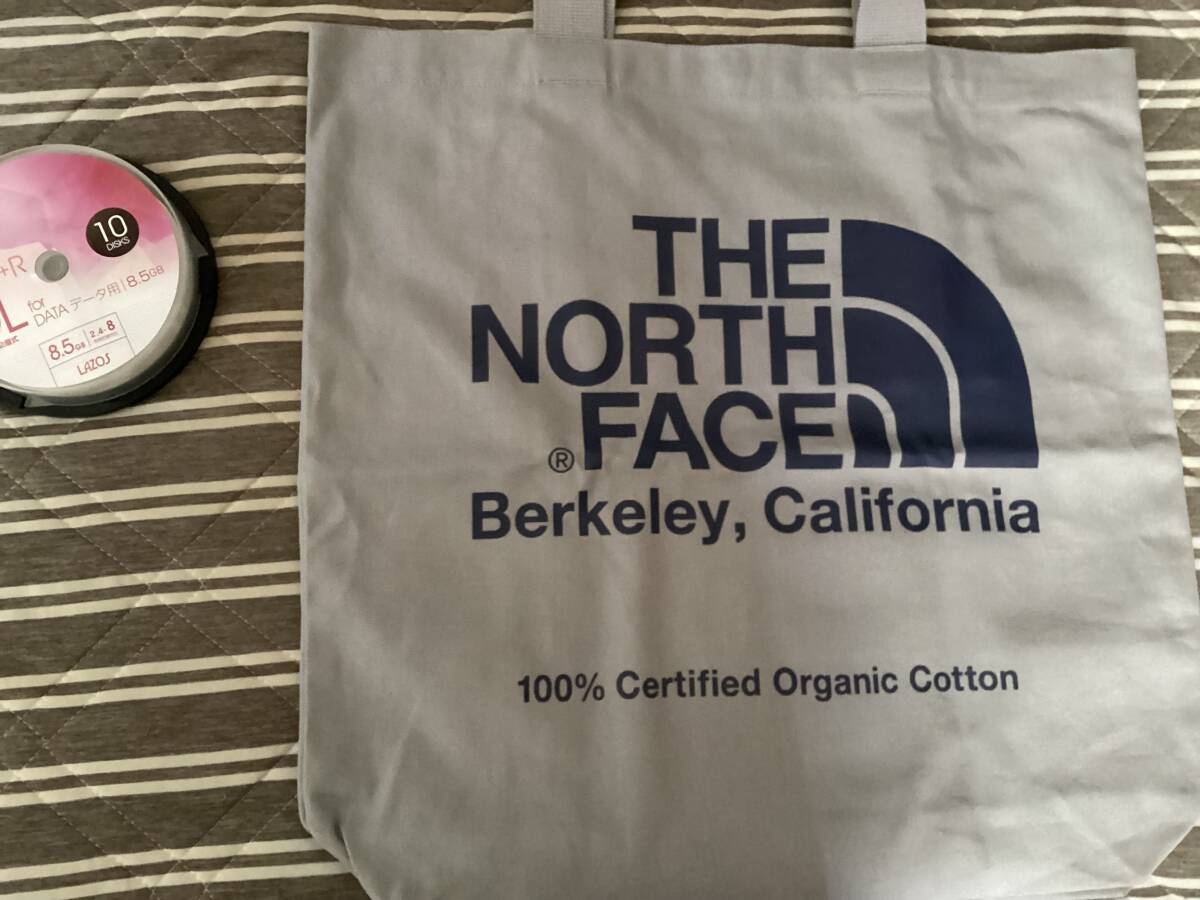 10
DISKS
+R
L for
DATA データ用 | 8.5GB
8.5GB 2.4-8
LAZOS
THE
NORTH
FACE
®
Berkeley, California
100% Certified Organic Cotton